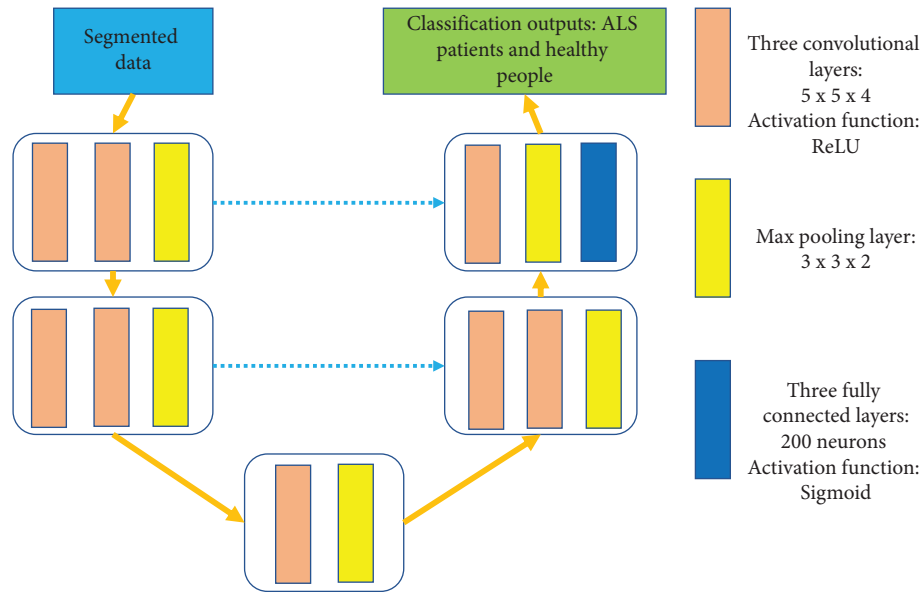 Segmented
data
Classification outputs: ALS
patients and healthy
people
Three convolutional
layers:
5 x 5 x 4
Activation function:
ReLU
Max pooling layer:
3 x 3 x 2
Three fully
connected layers:
200 neurons
Activation function:
Sigmoid